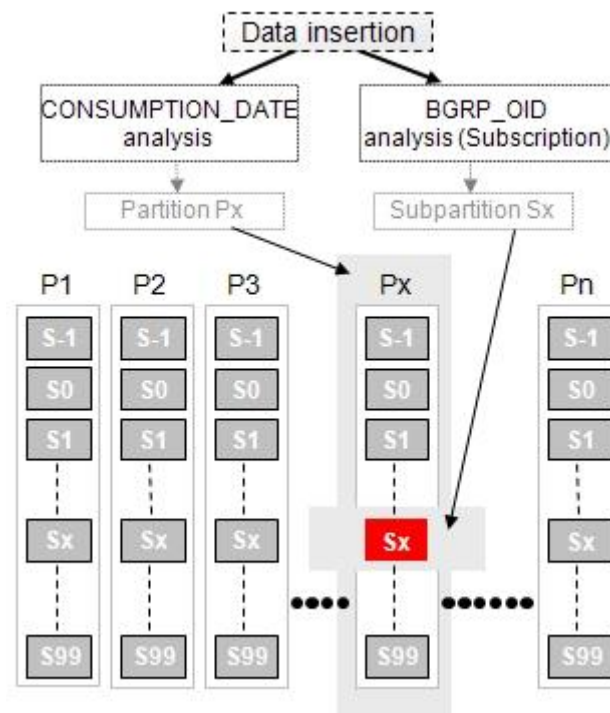 Data insertion
CONSUMPTION_DATE
analysis
BGRP_OID
analysis (Subscription)
Partition Px
Subpartition Sx
P1 P2 P3 Px Pn
S-1 S-1 S-1 S-1 S-1
S0 S0 S0 S0 S0
S1 S1 S1 S1 S1
Sx Sx Sx Sx Sx
S99 S99 S99 S99 S99